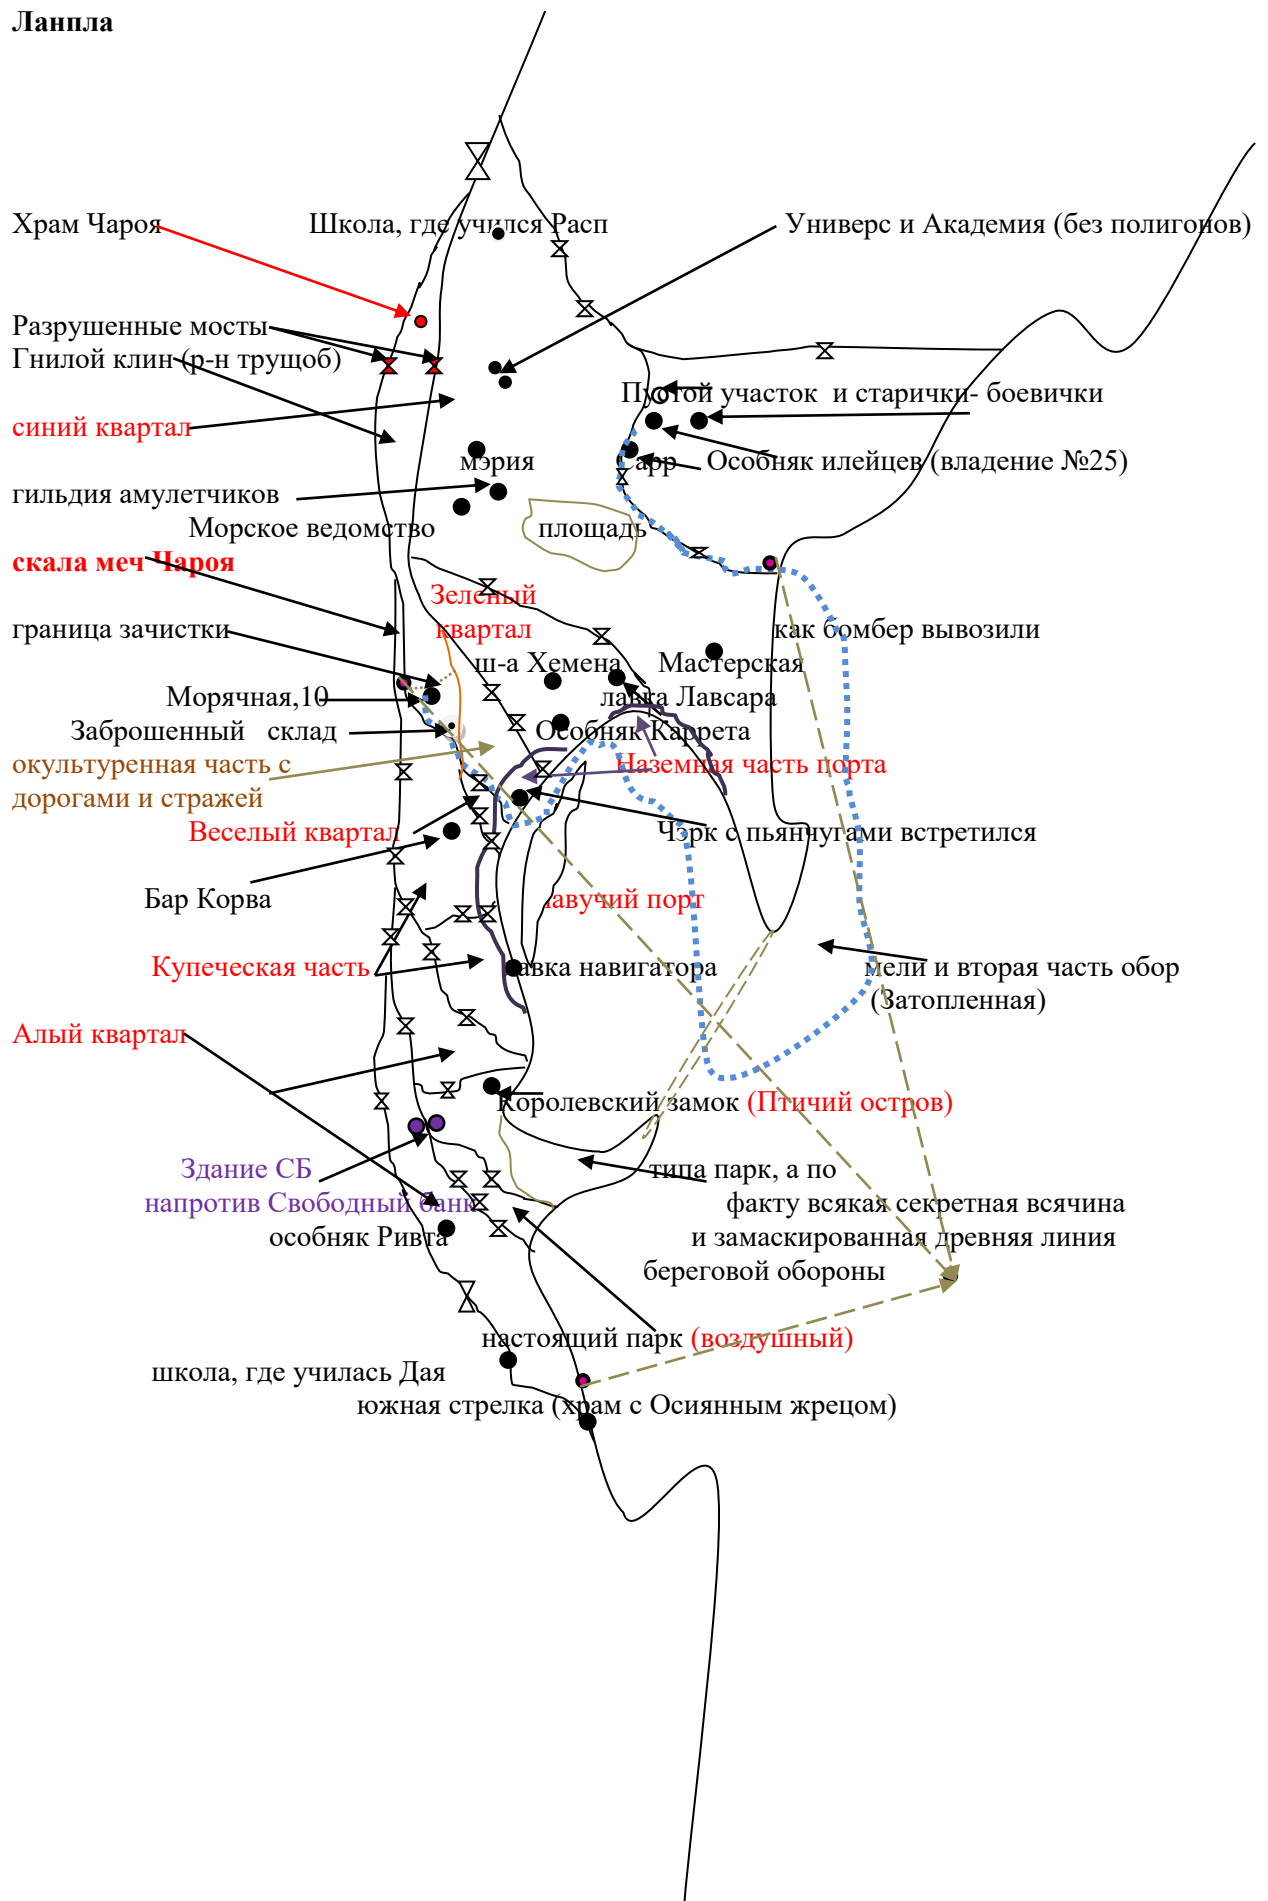 Ланпла
Храм Чароя
Школа, где учился Расп
Универс и Академия (без полигонов)
Разрушенные мосты
Гнилой клин (р-н трущоб)
Пустой участок и старички- боевички
синий квартал
мэрия
Сарр
Особняк илейцев (владение №25)
гильдия амулетчиков
Морское ведомство
площадь
скала меч Чароя
Зеленый
квартал
граница зачистки
как бомбер вывозили
ш-а Хемена
Мастерская
Морячная,10
лавка Лавсара
Заброшенный склад
Особняк Каррета
окультуренная часть с
дорогами и стражей
Наземная часть порта
Веселый квартал
Чэрк с пьянчугами встретился
Бар Корва
лавучий порт
Купеческая часть
авка навигатора
мели и вторая часть обор
(Затопленная)
Алый квартал
Королевский замок (Птичий остров)
Здание СБ
напротив Свободный банк
типа парк, а по
факту всякая секретная всячина
и замаскированная древняя линия
береговой обороны
особняк Ривта
настоящий парк (воздушный)
школа, где училась Дая
южная стрелка (храм с Осиянным жрецом)